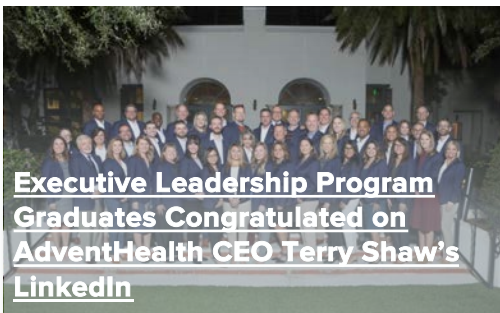 Executive Leadership Program
Graduates Congratulated on
AdventHealth CEO Terry Shaw's
LinkedIn